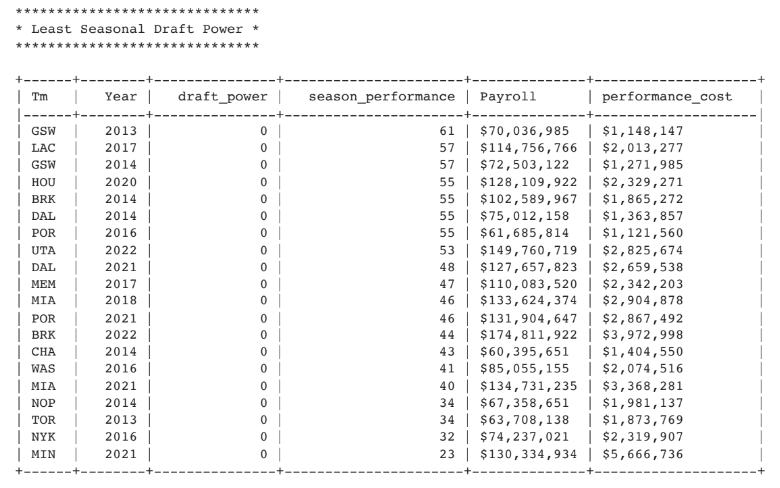 *******************************
* Least Seasonal Draft Power *
*******************************
+------+--------+---------------+----------------------+--------------+--------------------+
| Tm | Year | draft_power | season_performance | Payroll | performance_cost |
|------+--------+---------------+----------------------+--------------+--------------------|
| GSW | 2013 | 0 | 61 | $70,036,985 | $1,148,147 |
| LAC | 2017 | 0 | 57 | $114,756,766 | $2,013,277 |
| GSW | 2014 | 0 | 57 | $72,503,122 | $1,271,985 |
| HOU | 2020 | 0 | 55 | $128,109,922 | $2,329,271 |
| BRK | 2014 | 0 | 55 | $102,589,967 | $1,865,272 |
| DAL | 2014 | 0 | 55 | $75,012,158 | $1,363,857 |
| POR | 2016 | 0 | 55 | $61,685,814 | $1,121,560 |
| UTA | 2022 | 0 | 53 | $149,760,719 | $2,825,674 |
| DAL | 2021 | 0 | 48 | $127,657,823 | $2,659,538 |
| MEM | 2017 | 0 | 47 | $110,083,520 | $2,342,203 |
| MIA | 2018 | 0 | 46 | $133,624,374 | $2,904,878 |
| POR | 2021 | 0 | 46 | $131,904,647 | $2,867,492 |
| BRK | 2022 | 0 | 44 | $174,811,922 | $3,972,998 |
| CHA | 2014 | 0 | 43 | $60,395,651 | $1,404,550 |
| WAS | 2016 | 0 | 41 | $85,055,155 | $2,074,516 |
| MIA | 2021 | 0 | 40 | $134,731,235 | $3,368,281 |
| NOP | 2014 | 0 | 34 | $67,358,651 | $1,981,137 |
| TOR | 2013 | 0 | 34 | $63,708,138 | $1,873,769 |
| NYK | 2016 | 0 | 32 | $74,237,021 | $2,319,907 |
| MIN | 2021 | 0 | 23 | $130,334,934 | $5,666,736 |
+------+--------+---------------+----------------------+--------------+--------------------+